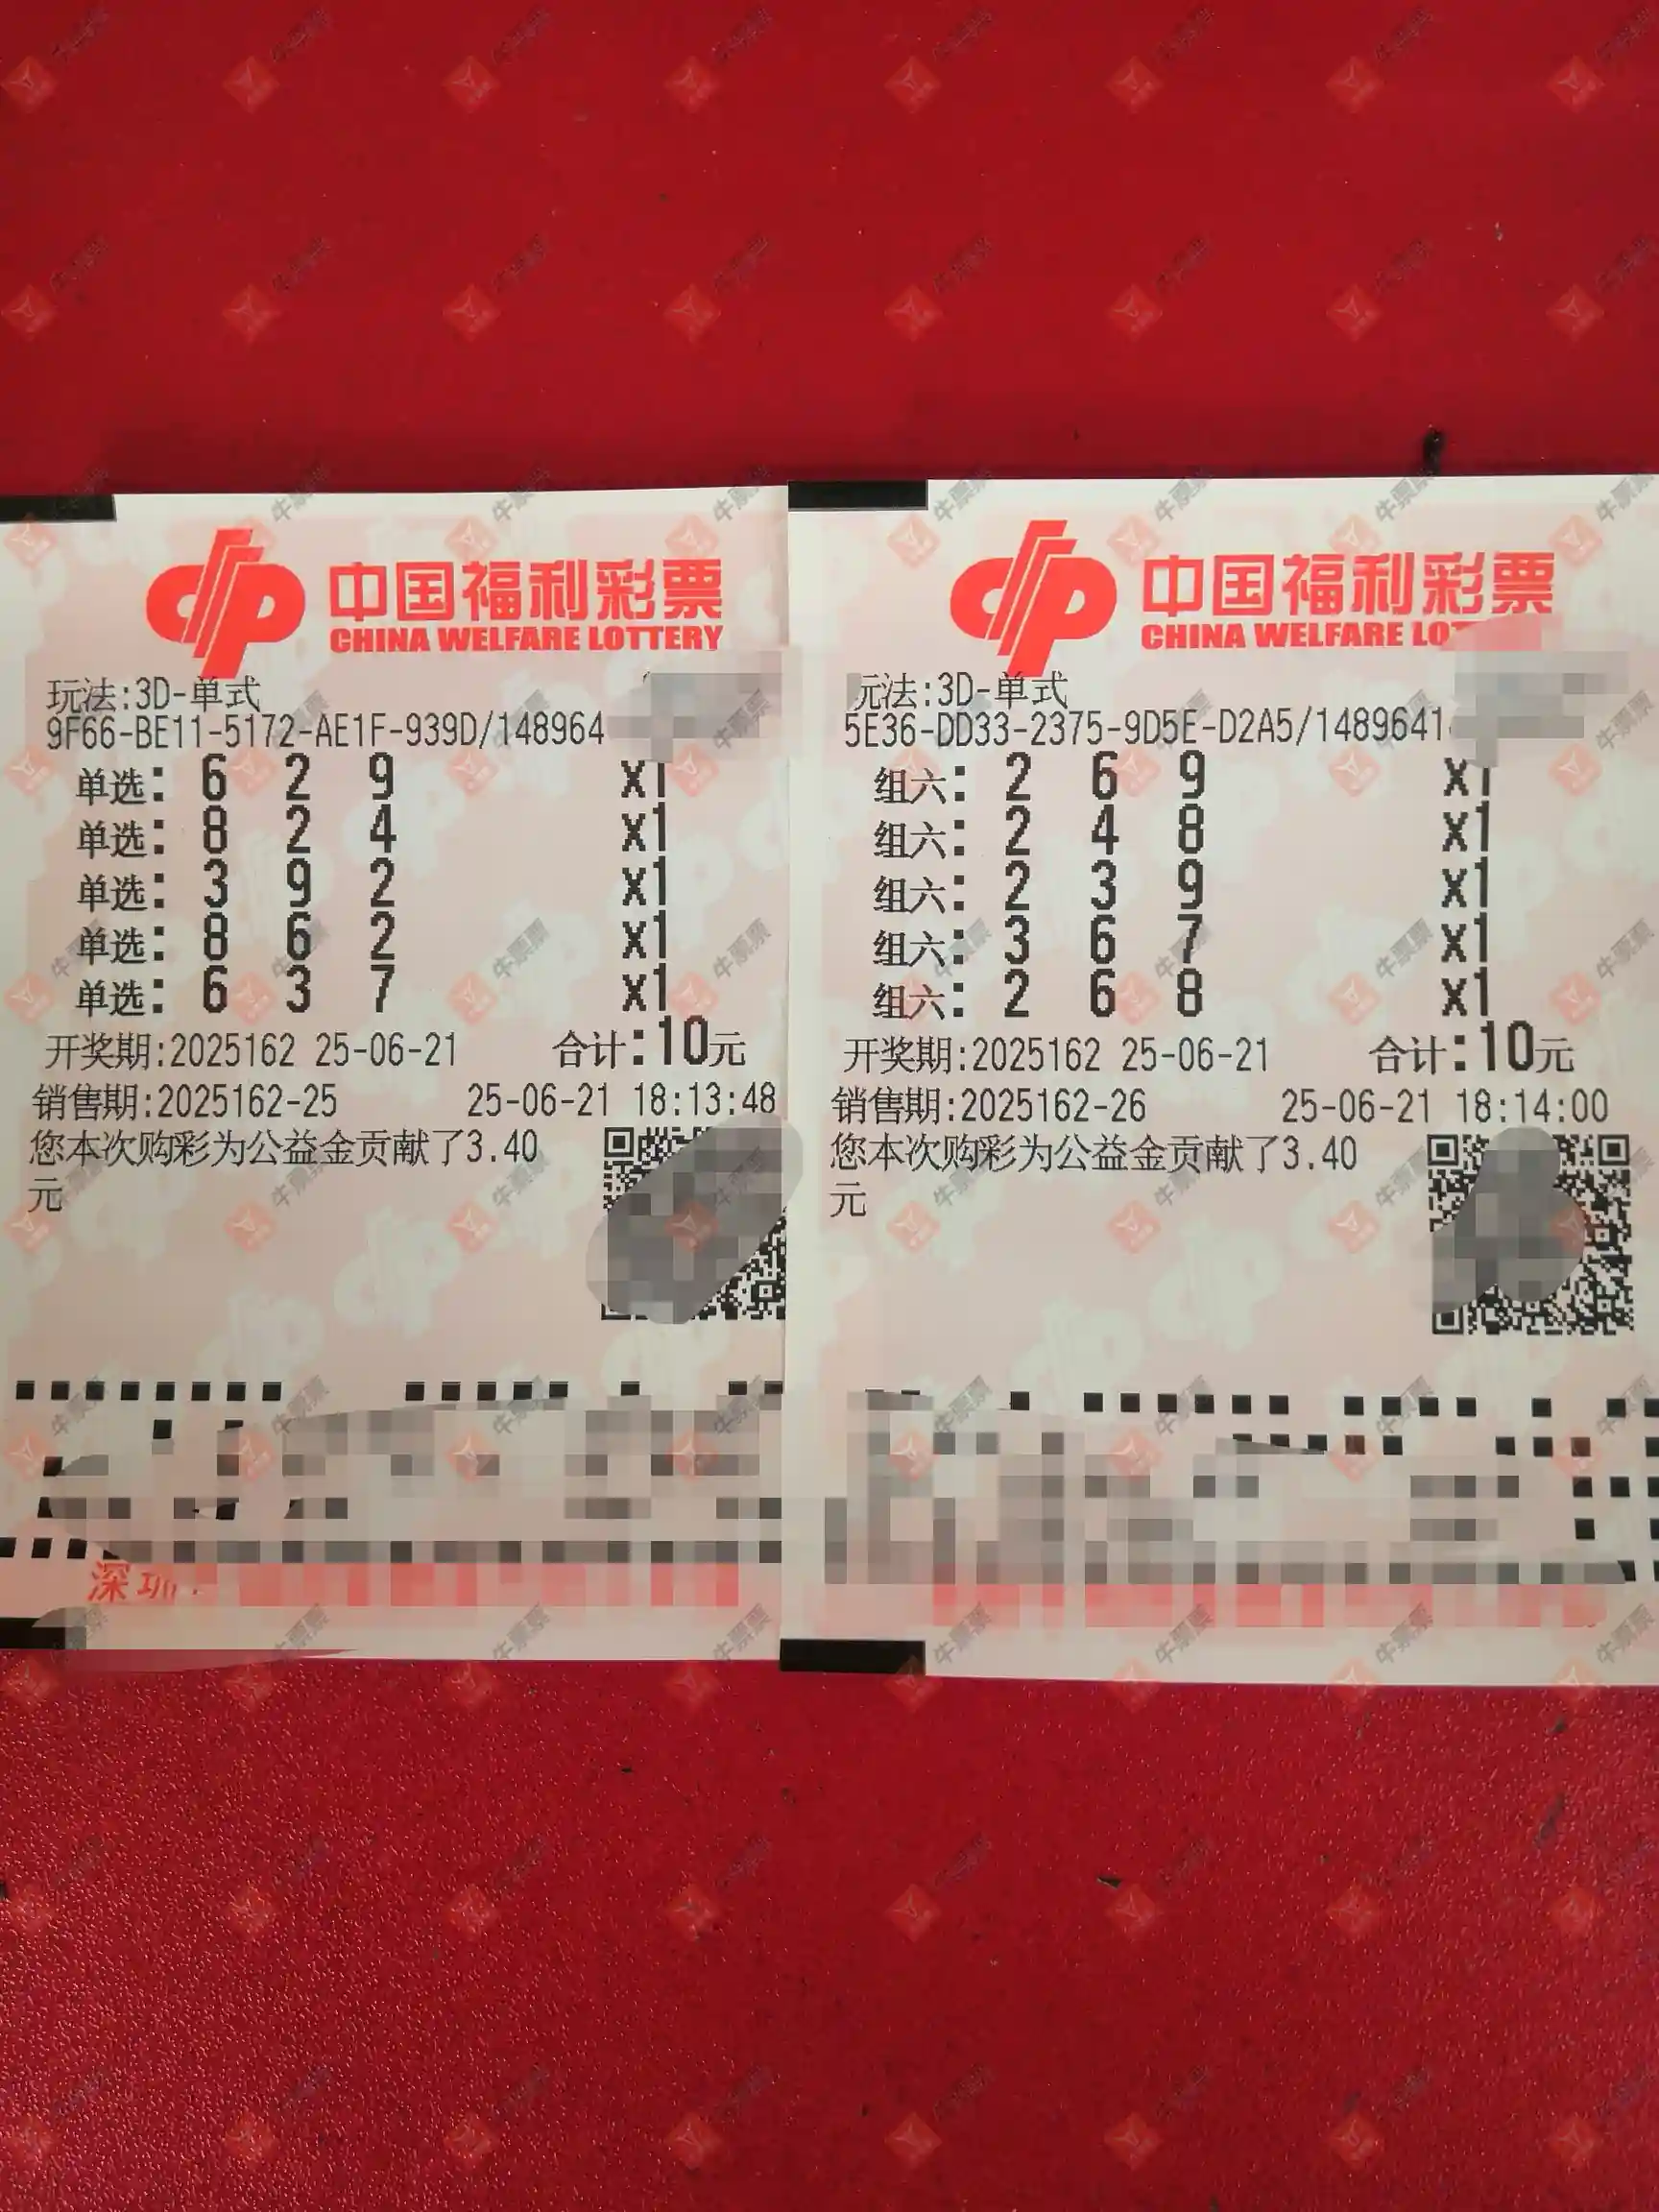 中国福利彩票
CHINA WELFARE LOTTERY
玩法:3D-单式
9F66-BE11-5172-AE1F-939D/148964
单选: 6 2 9 x1
单选: 8 2 4 x1
单选: 3 9 2 x1
单选: 8 6 2 x1
单选: 6 3 7 x1
开奖期:2025162 25-06-21 合计:10元
销售期:2025162-25 25-06-21 18:13:48
您本次购彩为公益金贡献了3.40
元
深圳
中国福利彩票
CHINA WELFARE LOT
玩法:3D-单式
5E36-DD33-2375-9D5E-D2A5/1489641
组六: 2 6 9 x1
组六: 2 4 8 x1
组六: 2 3 9 x1
组六: 3 6 7 x1
组六: 2 6 8 x1
开奖期:2025162 25-06-21 合计:10元
销售期:2025162-26 25-06-21 18:14:00
您本次购彩为公益金贡献了3.40
元
牛票票